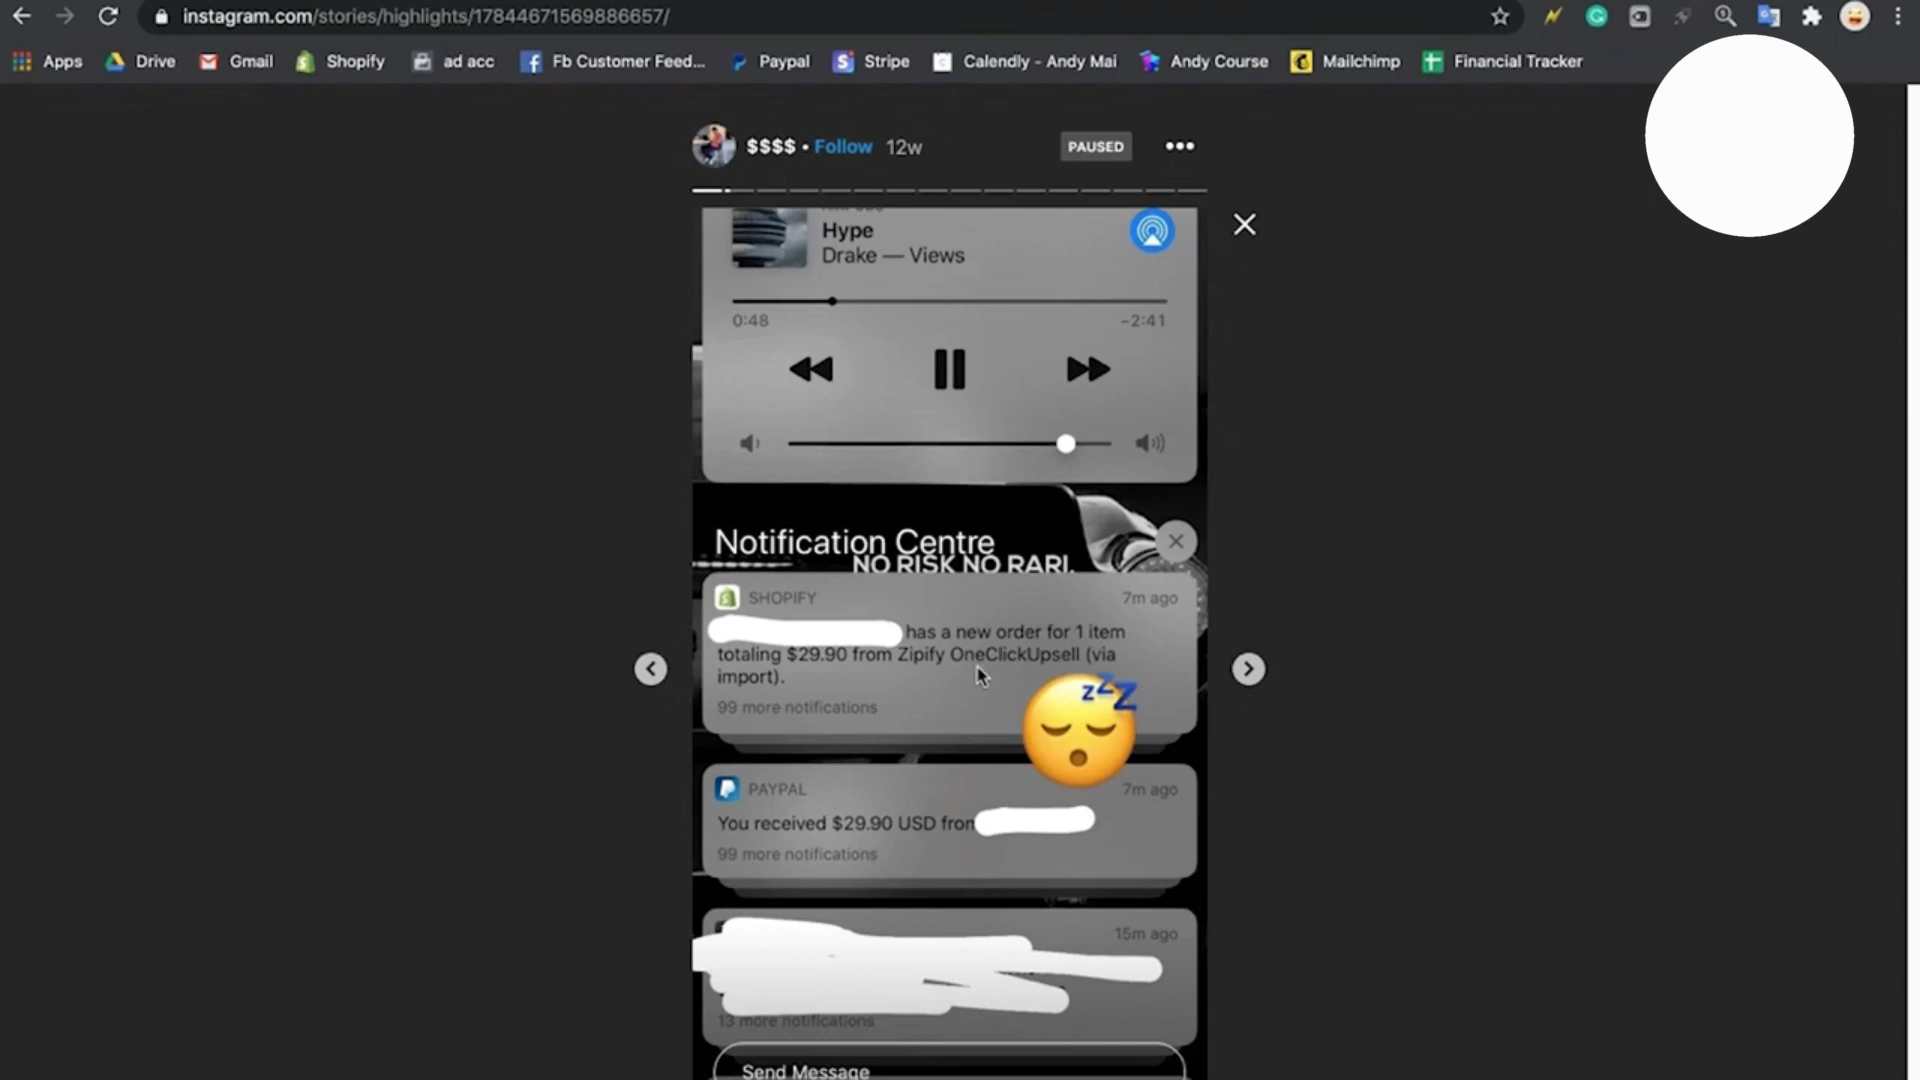 instagram.com/stories/highlights/17844671569886657/
Apps Drive Gmail Shopify ad acc Fb Customer Feed... Paypal Stripe Calendly - Andy Mai Andy Course Mailchimp Financial Tracker
$$$$ • Follow 12w PAUSED
Hype
Drake — Views
0:48 -2:41
Notification Centre
NO RISK NO RARI.
SHOPIFY 7m ago
has a new order for 1 item
totaling $29.90 from Zipify OneClickUpsell (via
import).
99 more notifications
zzz
PAYPAL 7m ago
You received $29.90 USD from
99 more notifications
15m ago
13 more notifications
Send Message